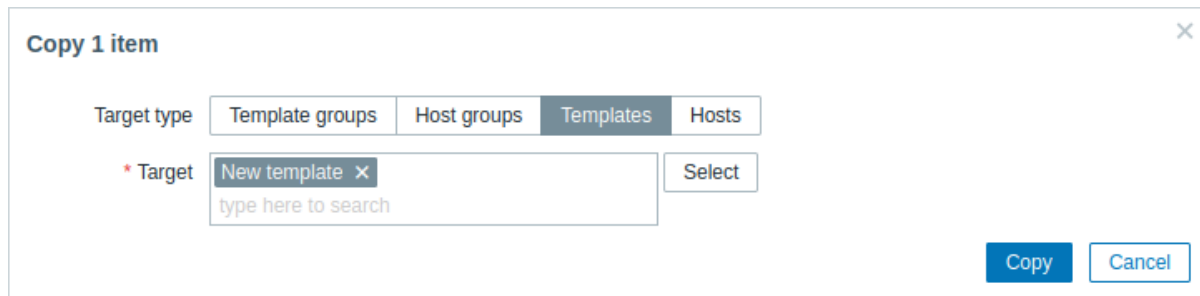 Copy 1 item
Target type Template groups Host groups Templates Hosts
* Target New template × Select
type here to search
Copy Cancel